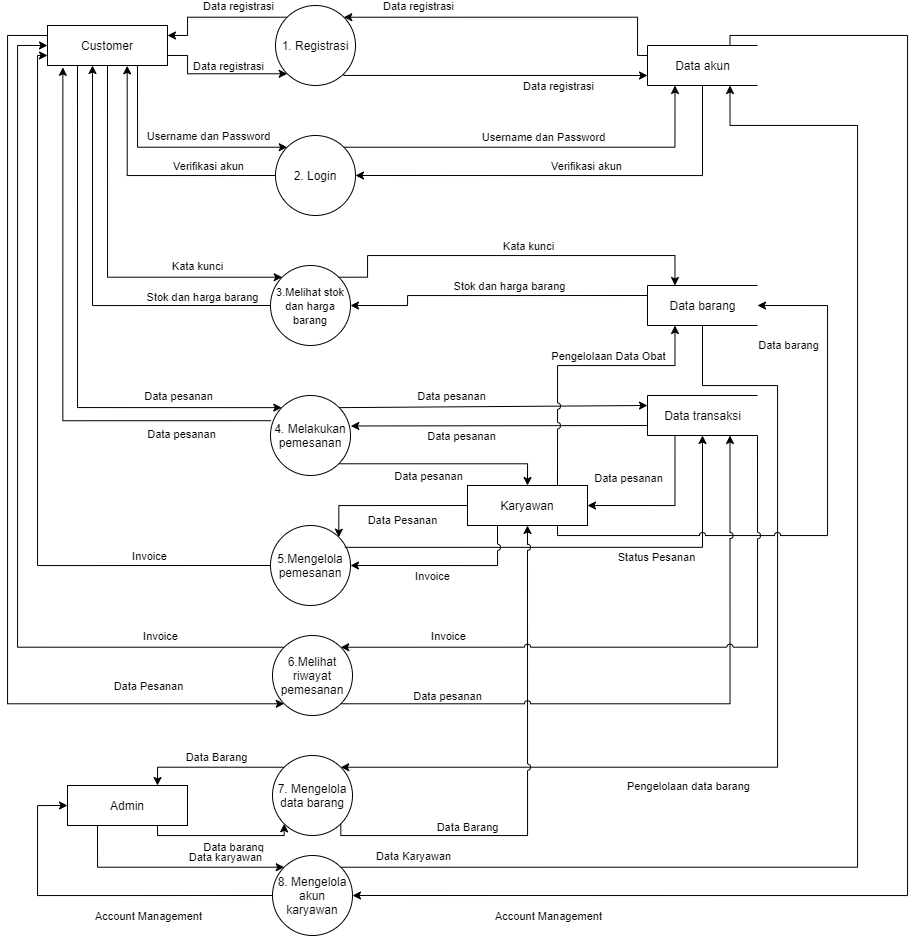 Data registrasi
Data registrasi
Customer
1. Registrasi
Data registrasi
Data akun
Data registrasi
Username dan Password
Username dan Password
Verifikasi akun
Verifikasi akun
2. Login
Kata kunci
Kata kunci
Stok dan harga barang
Stok dan harga barang
3.Melihat stok
dan harga
barang
Data barang
Data barang
Pengelolaan Data Obat
Data pesanan
Data pesanan
Data transaksi
4. Melakukan
pemesanan
Data pesanan
Data pesanan
Data pesanan
Data pesanan
Karyawan
Data Pesanan
Invoice
5.Mengelola
pemesanan
Status Pesanan
Invoice
Invoice
Invoice
6.Melihat
riwayat
pemesanan
Data Pesanan
Data pesanan
Data Barang
7. Mengelola
data barang
Pengelolaan data barang
Admin
Data Barang
Data barang
Data karyawan
Data Karyawan
8. Mengelola
akun
karyawan
Account Management
Account Management